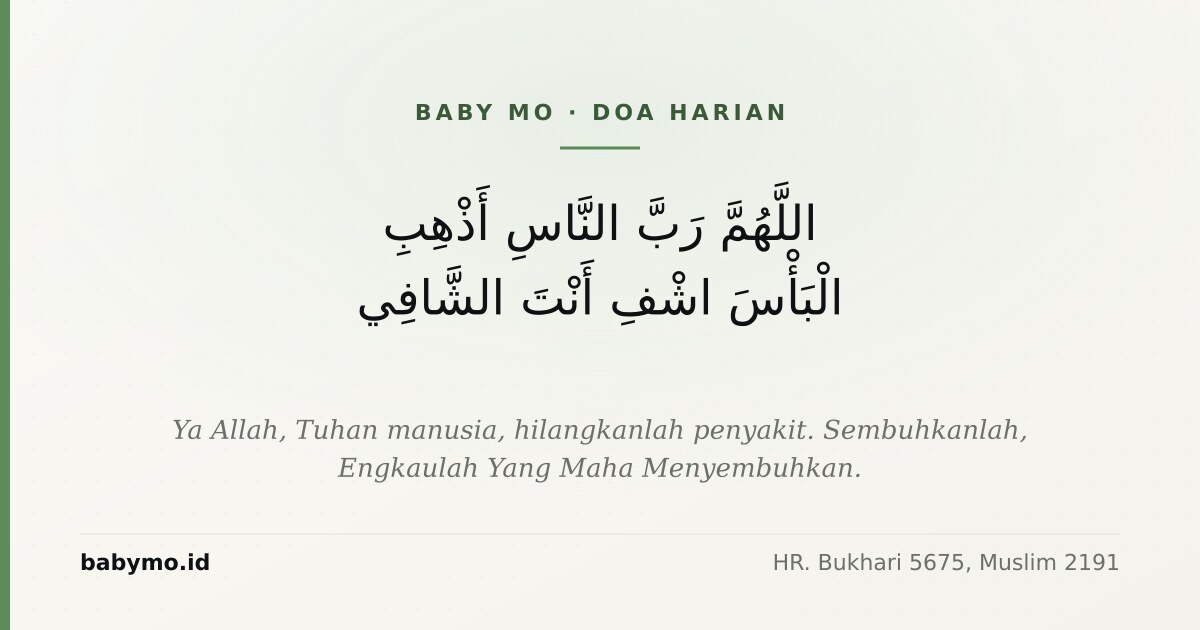 BABY MO · DOA HARIAN
اللَّهُمَّ رَبَّ النَّاسِ أَذْهِبِ
الْبَأْسَ اشْفِ أَنْتَ الشَّافِي
Ya Allah, Tuhan manusia, hilangkanlah penyakit. Sembuhkanlah,
Engkaulah Yang Maha Menyembuhkan.
babymo.id
HR. Bukhari 5675, Muslim 2191